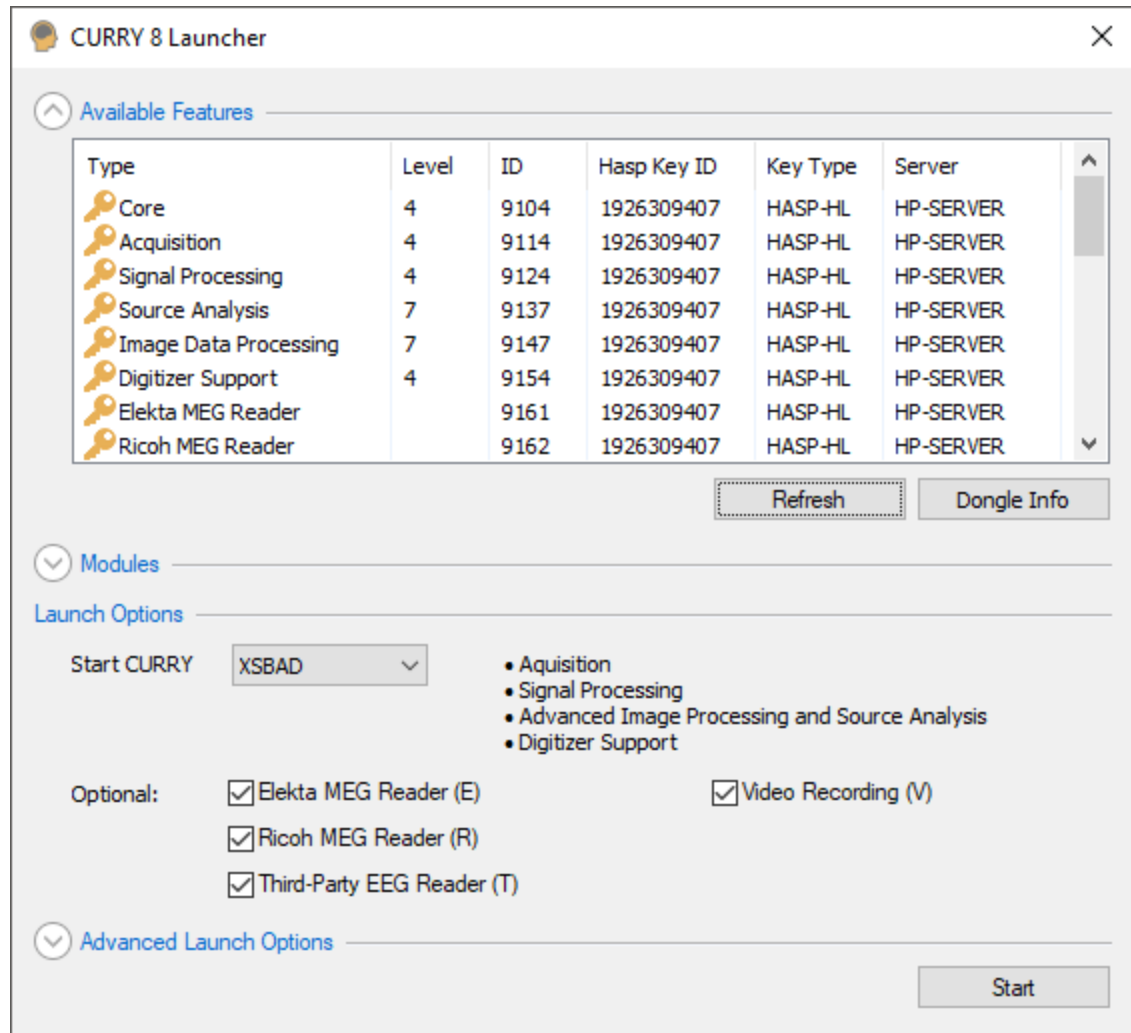 CURRY 8 Launcher
Available Features
Type Level ID Hasp Key ID Key Type Server
Core 4 9104 1926309407 HASP-HL HP-SERVER
Acquisition 4 9114 1926309407 HASP-HL HP-SERVER
Signal Processing 4 9124 1926309407 HASP-HL HP-SERVER
Source Analysis 7 9137 1926309407 HASP-HL HP-SERVER
Image Data Processing 7 9147 1926309407 HASP-HL HP-SERVER
Digitizer Support 4 9154 1926309407 HASP-HL HP-SERVER
Elekta MEG Reader 9161 1926309407 HASP-HL HP-SERVER
Ricoh MEG Reader 9162 1926309407 HASP-HL HP-SERVER
Refresh Dongle Info
Modules
Launch Options
Start CURRY XSBAD • Aquisition
• Signal Processing
• Advanced Image Processing and Source Analysis
• Digitizer Support
Optional: Elekta MEG Reader (E) Video Recording (V)
Ricoh MEG Reader (R)
Third-Party EEG Reader (T)
Advanced Launch Options
Start